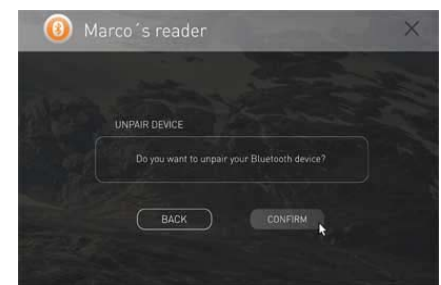 Marco´s reader
UNPAIR DEVICE
Do you want to unpair your Bluetooth device?
BACK
CONFIRM